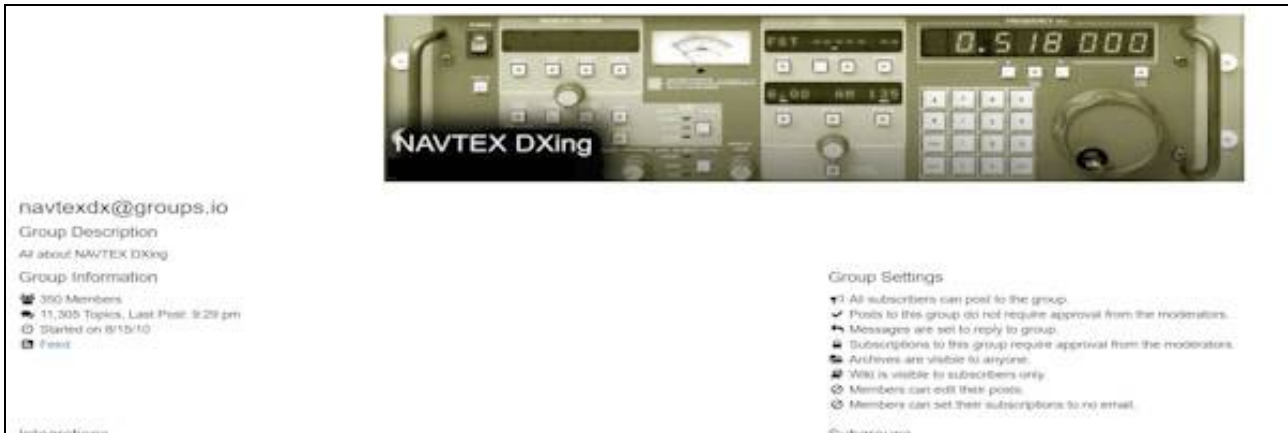 0.518 000
NAVTEX DXing
navtexdx@groups.io
Group Description
All about NAVTEX DXing
Group Information
350 Members
11,305 Topics, Last Post: 9:29 pm
Started on 8/15/10
Feed
Group Settings
All subscribers can post to the group.
Posts to this group do not require approval from the moderators.
Messages are set to reply to group.
Subscriptions to this group require approval from the moderators.
Archives are visible to anyone.
Wiki is visible to subscribers only.
Members can edit their posts.
Members can set their subscriptions to no email.